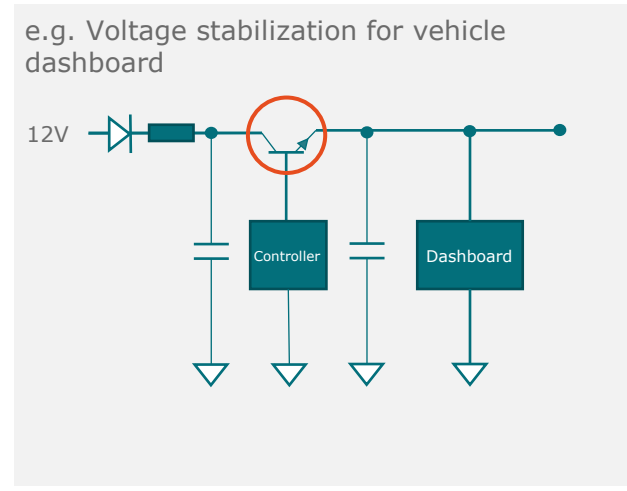 e.g. Voltage stabilization for vehicle
dashboard
12V
Controller
Dashboard